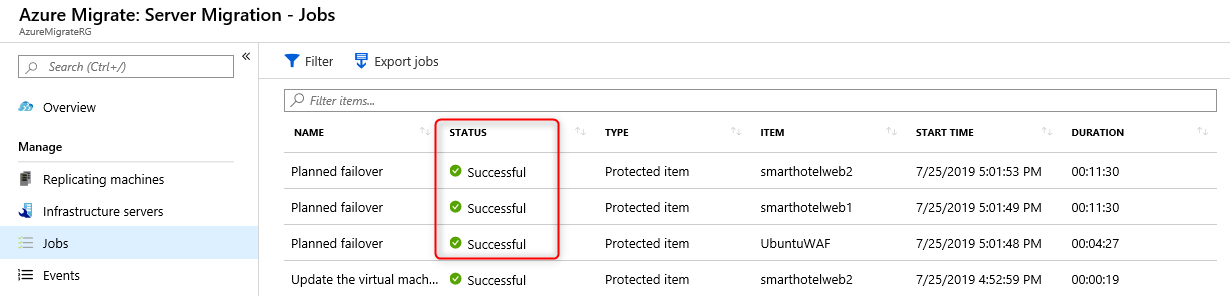 Azure Migrate: Server Migration - Jobs
AzureMigrateRG
Search (Ctrl+/)
«
Overview
Manage
Replicating machines
Infrastructure servers
Jobs
Events
Filter
Export jobs
Filter items...
NAME STATUS TYPE ITEM START TIME DURATION
Planned failover Successful Protected item smarthotelweb2 7/25/2019 5:01:53 PM 00:11:30
Planned failover Successful Protected item smarthotelweb1 7/25/2019 5:01:49 PM 00:11:30
Planned failover Successful Protected item UbuntuWAF 7/25/2019 5:01:48 PM 00:04:27
Update the virtual mach... Successful Protected item smarthotelweb2 7/25/2019 4:52:59 PM 00:00:19